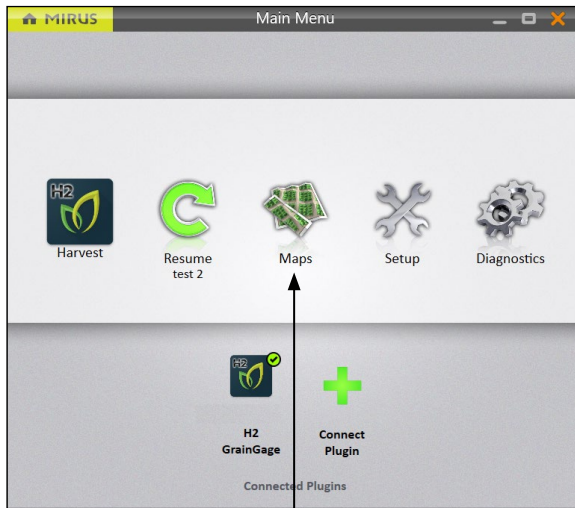 MIRUS
Main Menu
H2
Harvest
Resume
test 2
Maps
Setup
Diagnostics
H2
H2
GrainGage
Connect
Plugin
Connected Plugins